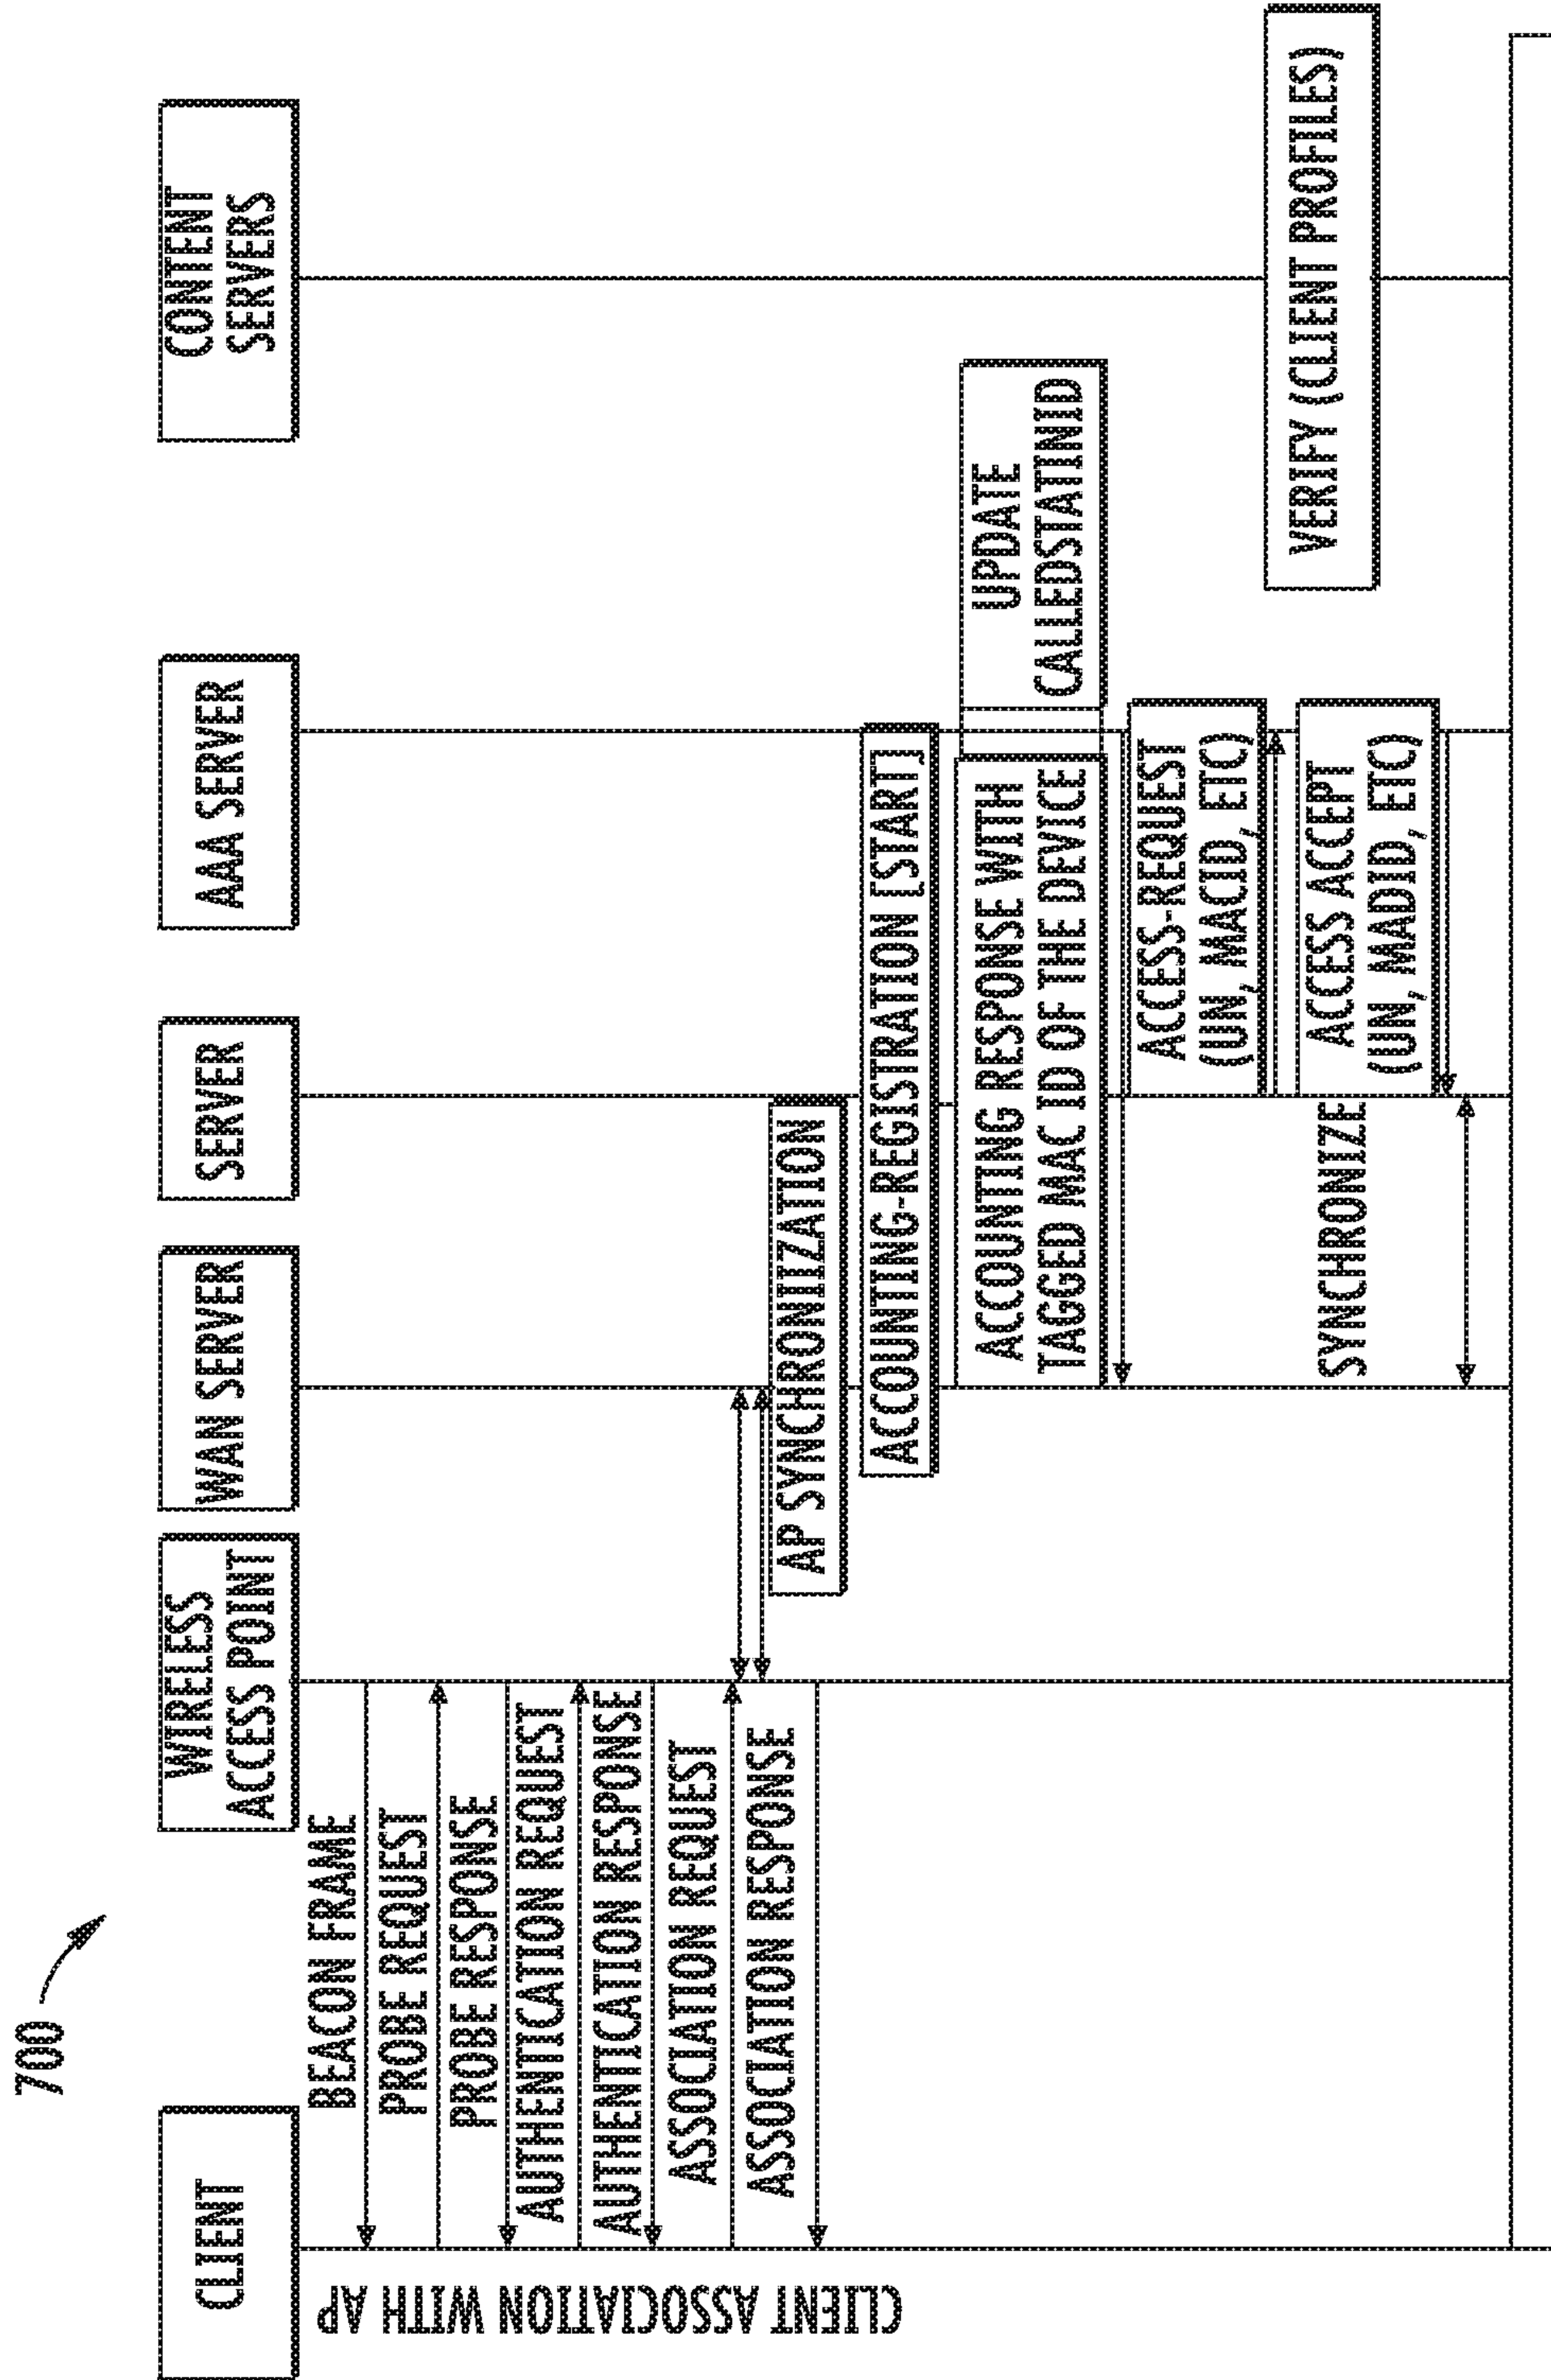 700
CLIENT
WIRELESS
ACCESS POINT
WAN SERVER
SERVER
AAA SERVER
CONTENT
SERVERS
CLIENT ASSOCIATION WITH AP
BEACON FRAME
PROBE REQUEST
PROBE RESPONSE
AUTHENTICATION REQUEST
AUTHENTICATION RESPONSE
ASSOCIATION REQUEST
ASSOCIATION RESPONSE
AP SYNCHRONIZATION
ACCOUNTING-REGISTRATION [START]
ACCOUNTING RESPONSE WITH
TAGGED MAC ID OF THE DEVICE
UPDATE
CALLEDSTATINID
ACCESS-REQUEST
(UN, MACID, ETC)
VERIFY (CLIENT PROFILES)
ACCESS ACCEPT
(UN, MADID, ETC)
SYNCHRONIZE